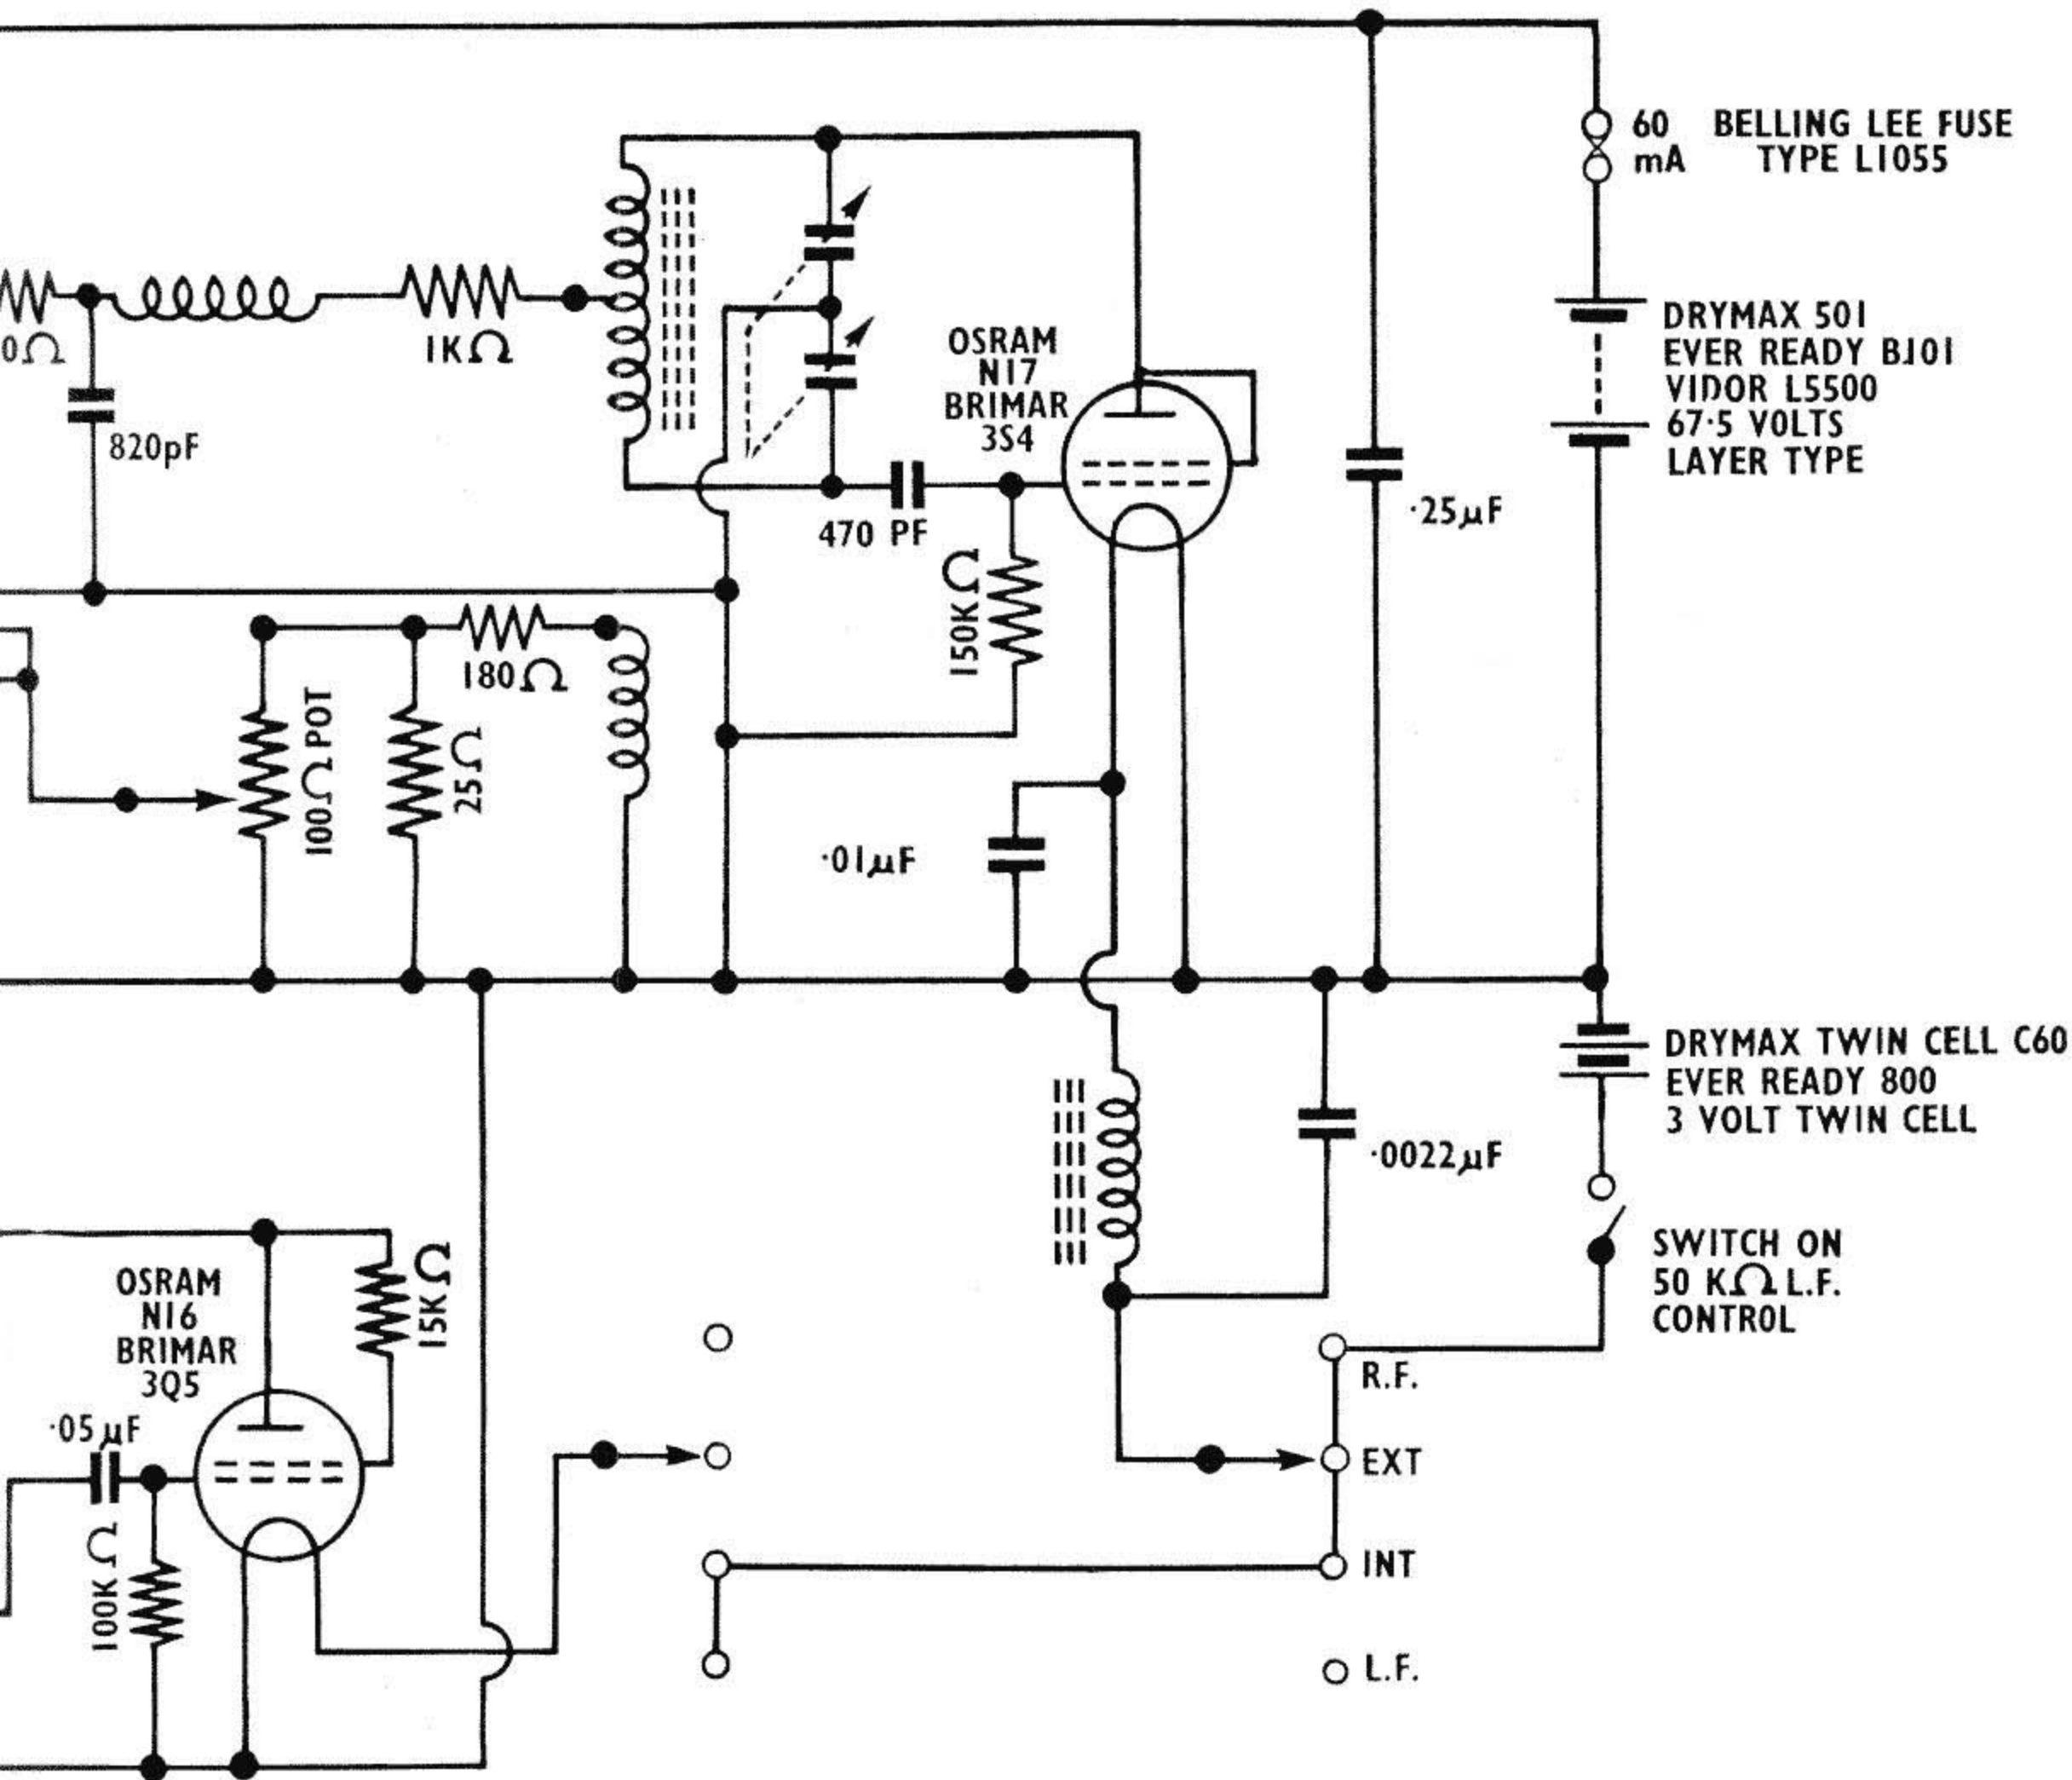 60 BELLING LEE FUSE
mA TYPE L1055
0Ω
1KΩ
820pF
OSRAM
N17
BRIMAR
3S4
DRYMAX 501
EVER READY BJ01
VIDOR L5500
67·5 VOLTS
LAYER TYPE
470 PF
·25µF
150KΩ
180Ω
100Ω POT
25Ω
·01µF
DRYMAX TWIN CELL C60
EVER READY 800
3 VOLT TWIN CELL
·0022µF
SWITCH ON
50 KΩ L.F.
CONTROL
OSRAM
N16
BRIMAR
3Q5
15KΩ
·05µF
100KΩ
R.F.
EXT
INT
L.F.